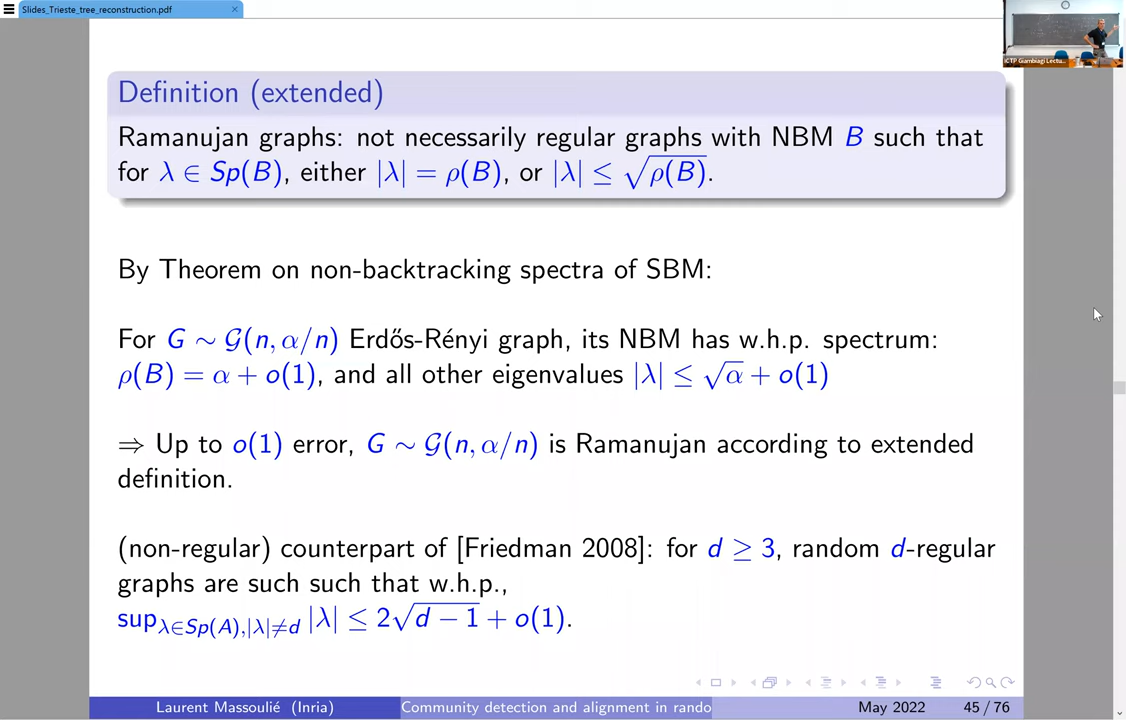 Slides_Trieste_tree_reconstruction.pdf ×
ICTP Giambiagi Lectu...
Definition (extended)
Ramanujan graphs: not necessarily regular graphs with NBM B such that
for λ ∈ Sp(B), either |λ| = ρ(B), or |λ| ≤ √ρ(B).
By Theorem on non-backtracking spectra of SBM:
For G ∼ 𝒢(n, α/n) Erdős-Rényi graph, its NBM has w.h.p. spectrum:
ρ(B) = α + o(1), and all other eigenvalues |λ| ≤ √α + o(1)
⇒ Up to o(1) error, G ∼ 𝒢(n, α/n) is Ramanujan according to extended
definition.
(non-regular) counterpart of [Friedman 2008]: for d ≥ 3, random d-regular
graphs are such such that w.h.p.,
sup_{λ∈Sp(A),|λ|≠d} |λ| ≤ 2√(d − 1) + o(1).
Laurent Massoulié (Inria) Community detection and alignment in rando May 2022 45 / 76